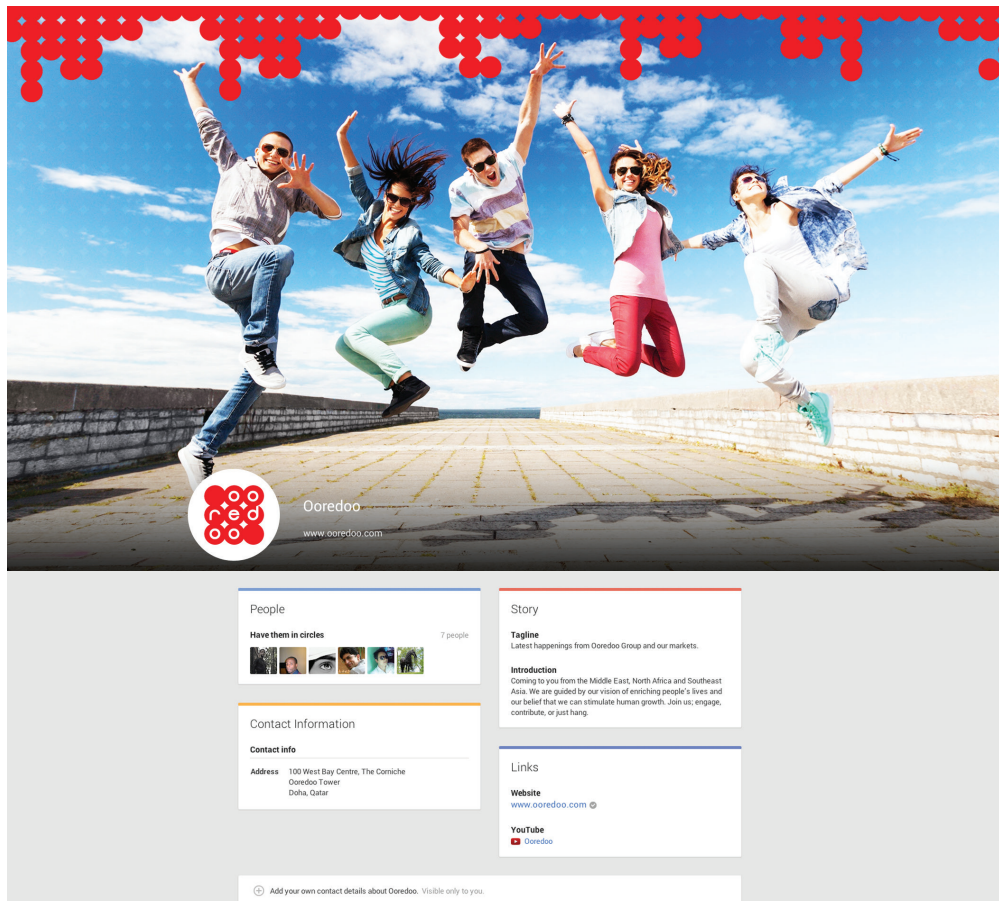 oo
red
oo
Ooredoo
www.ooredoo.com
People
Have them in circles
7 people
Contact Information
Contact info
Address
100 West Bay Centre, The Corniche
Ooredoo Tower
Doha, Qatar
Story
Tagline
Latest happenings from Ooredoo Group and our markets.
Introduction
Coming to you from the Middle East, North Africa and Southeast
Asia. We are guided by our vision of enriching people's lives and
our belief that we can stimulate human growth. Join us; engage,
contribute, or just hang.
Links
Website
www.ooredoo.com
YouTube
Ooredoo
Add your own contact details about Ooredoo. Visible only to you.